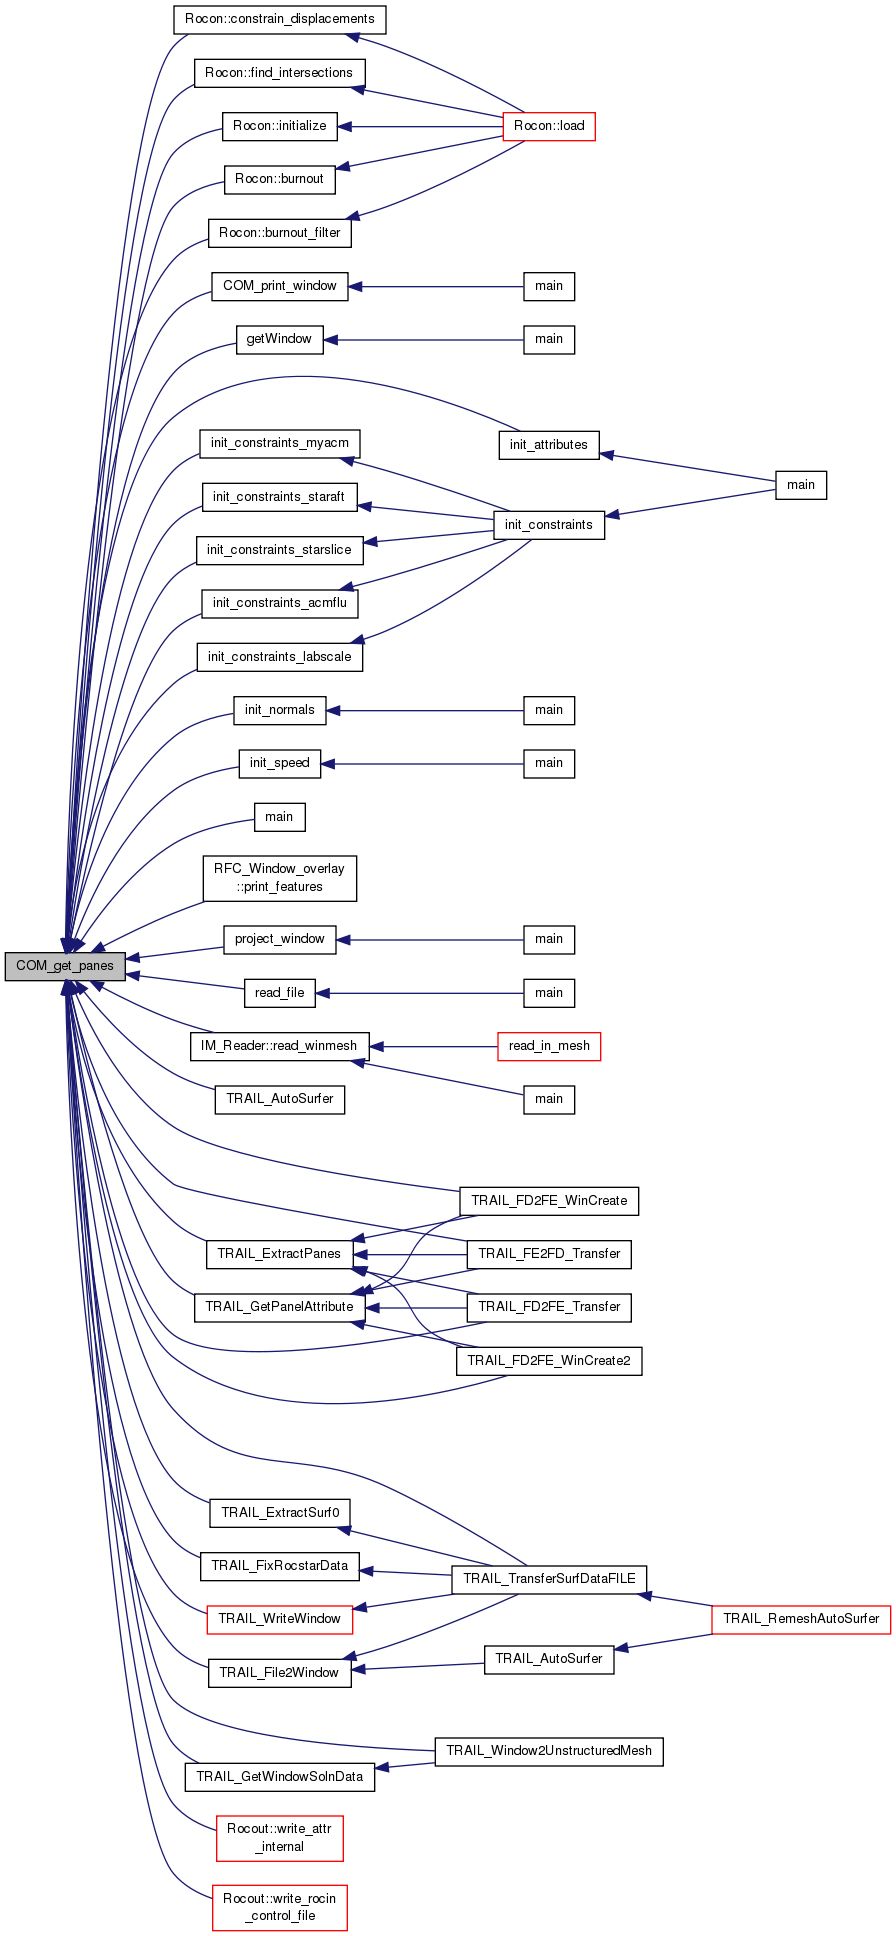 Rocon::constrain_displacements
Rocon::find_intersections
Rocon::initialize
Rocon::load
Rocon::burnout
Rocon::burnout_filter
COM_print_window
main
getWindow
main
init_attributes
init_constraints_myacm
main
init_constraints_staraft
init_constraints
init_constraints_starslice
init_constraints_acmflu
init_constraints_labscale
init_normals
main
init_speed
main
main
RFC_Window_overlay
::print_features
project_window
main
COM_get_panes
read_file
main
IM_Reader::read_winmesh
read_in_mesh
TRAIL_AutoSurfer
main
TRAIL_FD2FE_WinCreate
TRAIL_ExtractPanes
TRAIL_FE2FD_Transfer
TRAIL_GetPanelAttribute
TRAIL_FD2FE_Transfer
TRAIL_FD2FE_WinCreate2
TRAIL_ExtractSurf0
TRAIL_FixRocstarData
TRAIL_TransferSurfDataFILE
TRAIL_WriteWindow
TRAIL_RemeshAutoSurfer
TRAIL_File2Window
TRAIL_AutoSurfer
TRAIL_Window2UnstructuredMesh
TRAIL_GetWindowSolnData
Rocout::write_attr
_internal
Rocout::write_rocin
_control_file